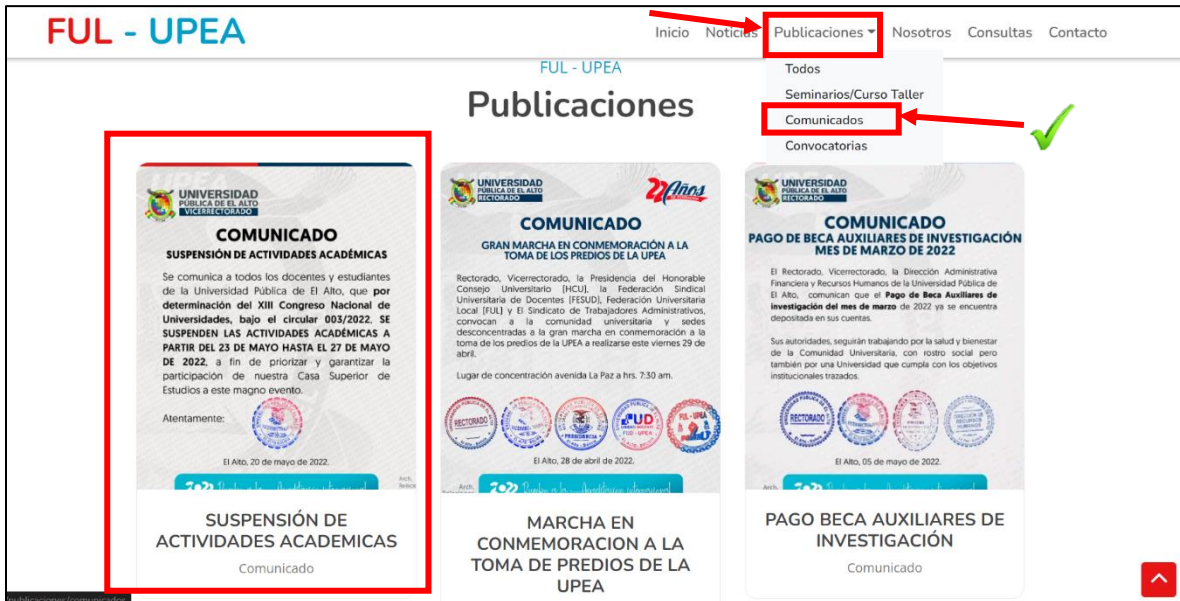 FUL - UPEA
Inicio Noticias Publicaciones Nosotros Consultas Contacto
Todos
Seminarios/Curso Taller
Comunicados
Convocatorias
FUL - UPEA
Publicaciones
UNIVERSIDAD
PÚBLICA DE EL ALTO
VICERRECTORADO
COMUNICADO
SUSPENSIÓN DE ACTIVIDADES ACADÉMICAS
Se comunica a todos los docentes y estudiantes
de la Universidad Pública de El Alto, que por
determinación del XIII Congreso Nacional de
Universidades, bajo el circular 003/2022, SE
SUSPENDEN LAS ACTIVIDADES ACADÉMICAS A
PARTIR DEL 23 DE MAYO HASTA EL 27 DE MAYO
DE 2022, a fin de priorizar y garantizar la
participación de nuestra Casa Superior de
Estudios a este magno evento.
Atentamente:
El Alto, 20 de mayo de 2022.
SUSPENSIÓN DE
ACTIVIDADES ACADEMICAS
Comunicado
UNIVERSIDAD
PÚBLICA DE EL ALTO
RECTORADO
22 Años
COMUNICADO
GRAN MARCHA EN CONMEMORACIÓN A LA
TOMA DE LOS PREDIOS DE LA UPEA
Rectorado, Vicerrectorado, la Presidencia del Honorable
Consejo Universitario [HCU], la Federación Sindical
Universitaria de Docentes [FESUD], Federación Universitaria
Local [FUL] y El Sindicato de Trabajadores Administrativos,
convocan a la comunidad universitaria y sedes
desconcentradas a la gran marcha en conmemoración a la
toma de los predios de la UPEA a realizarse este viernes 29 de
abril.
Lugar de concentración avenida La Paz a hrs. 7:30 am.
RECTORADO
PRESIDENCIA
FUL - UPEA
El Alto, 28 de abril de 2022.
MARCHA EN
CONMEMORACION A LA
TOMA DE PREDIOS DE LA
UPEA
UNIVERSIDAD
PÚBLICA DE EL ALTO
RECTORADO
COMUNICADO
PAGO DE BECA AUXILIARES DE INVESTIGACIÓN
MES DE MARZO DE 2022
El Rectorado, Vicerrectorado, la Dirección Administrativa
Financiera y Recursos Humanos de la Universidad Pública de
El Alto, comunican que el Pago de Beca Auxiliares de
investigación del mes de marzo de 2022 ya se encuentra
depositada en sus cuentas.
Sus autoridades, seguirán trabajando por la salud y bienestar
de la Comunidad Universitaria, con rostro social pero
también por una Universidad que cumpla con los objetivos
institucionales trazados.
RECTORADO
El Alto, 05 de mayo de 2022.
PAGO BECA AUXILIARES DE
INVESTIGACIÓN
Comunicado